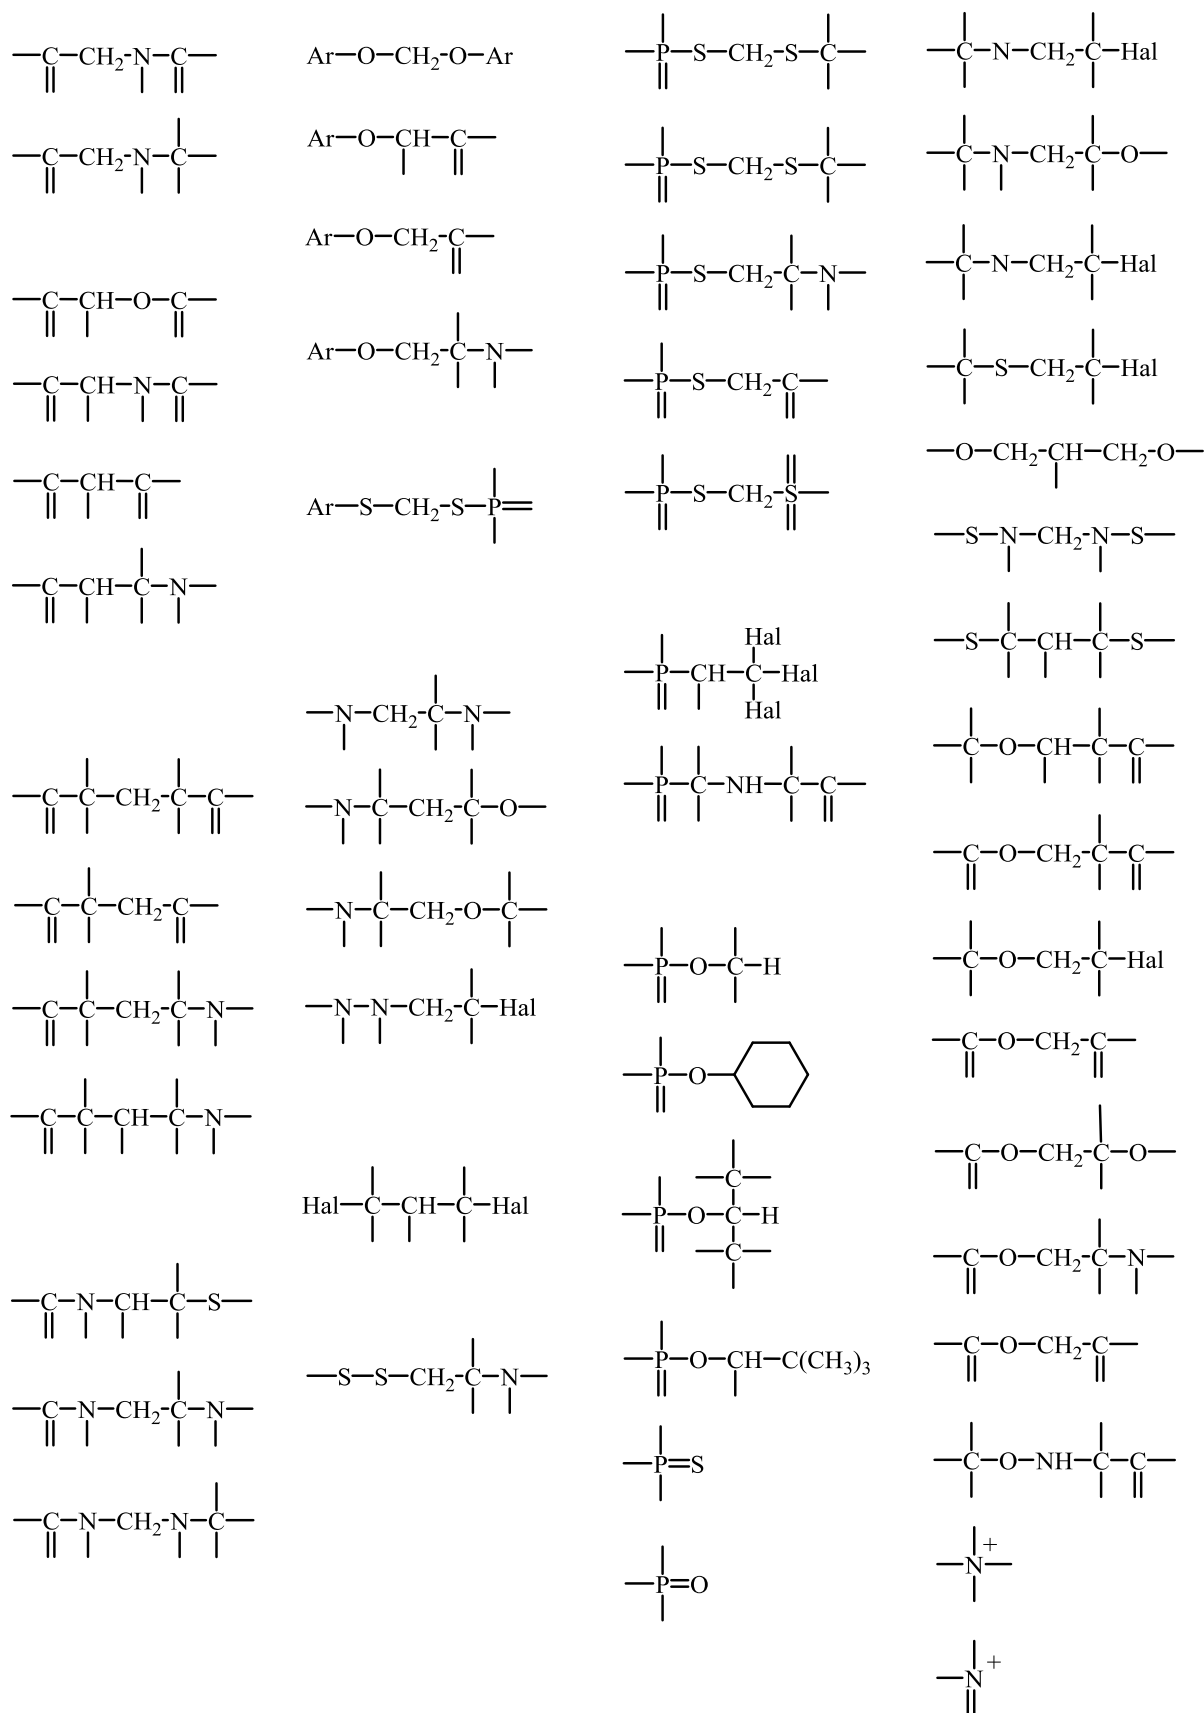 C-CH₂-N-C
C-CH₂-N-C
C-CH-O-C
C-CH-N-C
C-CH-C
C-CH-C-N
C-C-CH₂-C-C
C-C-CH₂-C
C-C-CH₂-C-N
C-C-CH-C-N
C-N-CH-C-S
C-N-CH₂-C-N
C-N-CH₂-N-C
Ar-O-CH₂-O-Ar
Ar-O-CH-C
Ar-O-CH₂-C
Ar-O-CH₂-C-N
Ar-S-CH₂-S-P=
N-CH₂-C-N
N-C-CH₂-C-O
N-C-CH₂-O-C
N-N-CH₂-C-Hal
Hal-C-CH-C-Hal
S-S-CH₂-C-N
P-S-CH₂-S-C
P-S-CH₂-S-C
P-S-CH₂-C-N
P-S-CH₂-C
P-S-CH₂-S
Hal
P-CH-C-Hal
Hal
P-C-NH-C-C
P-O-C-H
P-O
C
P-O-C-H
C
P-O-CH-C(CH₃)₃
P=S
P=O
C-N-CH₂-C-Hal
C-N-CH₂-C-O
C-N-CH₂-C-Hal
C-S-CH₂-C-Hal
O-CH₂-CH-CH₂-O
S-N-CH₂-N-S
S-C-CH-C-S
C-O-CH-C-C
C-O-CH₂-C-C
C-O-CH₂-C-Hal
C-O-CH₂-C
C-O-CH₂-C-O
C-O-CH₂-C-N
C-O-CH₂-C
C-O-NH-C-C
N+
N+